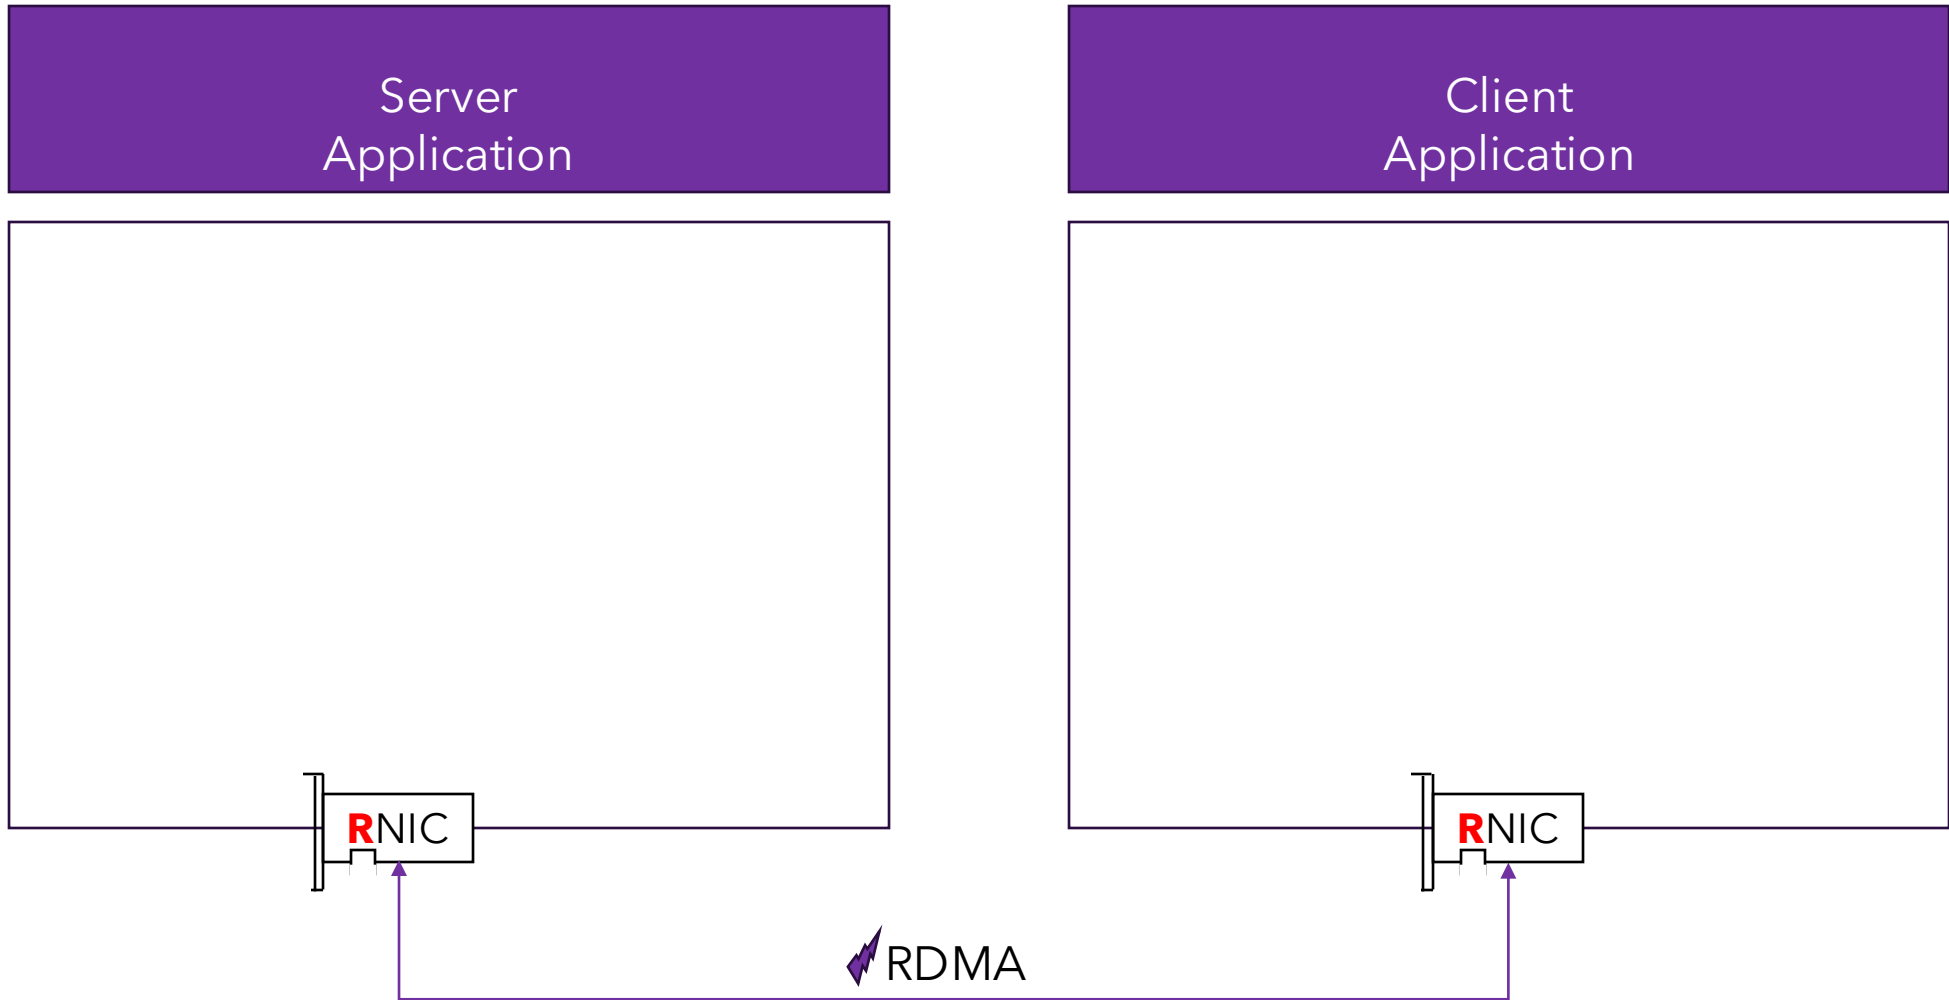 Server
Application
Client
Application
RNIC
RNIC
RDMA